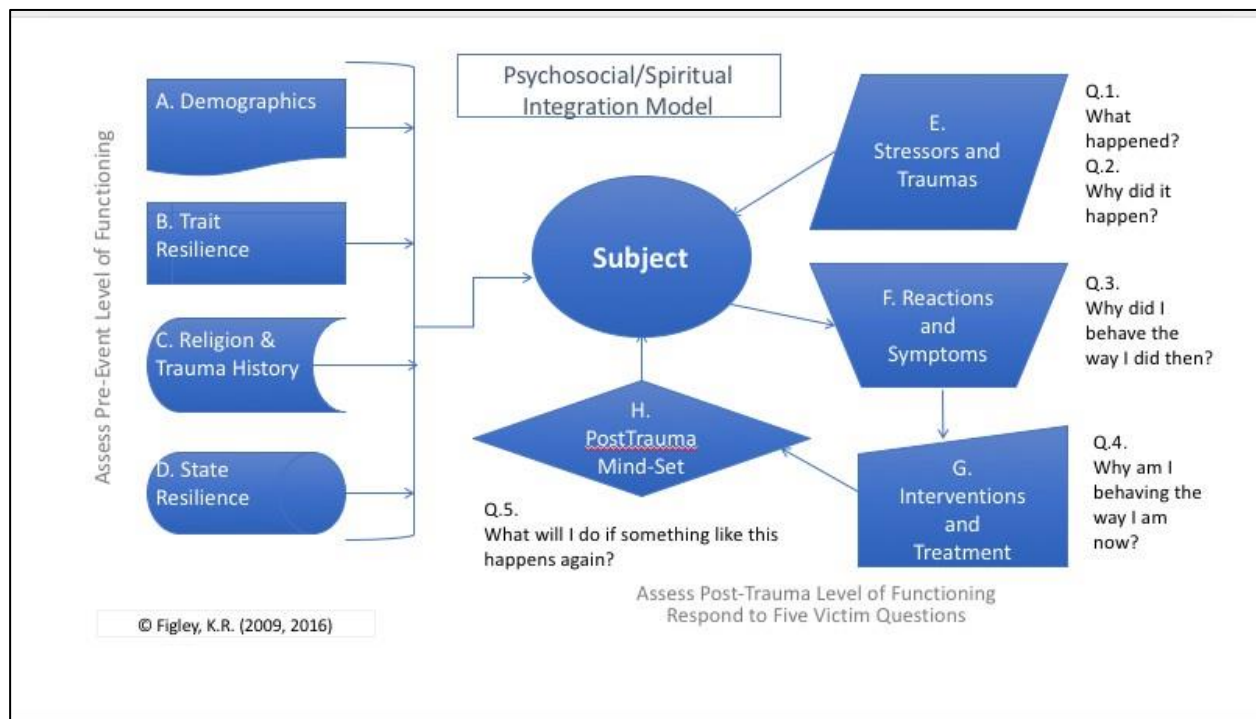 Psychosocial/Spiritual
Integration Model
Assess Pre-Event Level of Functioning
A. Demographics
B. Trait
Resilience
C. Religion &
Trauma History
D. State
Resilience
Subject
E.
Stressors and
Traumas
Q.1.
What
happened?
Q.2.
Why did it
happen?
F. Reactions
and
Symptoms
Q.3.
Why did I
behave the
way I did then?
G.
Interventions
and
Treatment
Q.4.
Why am I
behaving the
way I am
now?
H.
PostTrauma
Mind-Set
Q.5.
What will I do if something like this
happens again?
Assess Post-Trauma Level of Functioning
Respond to Five Victim Questions
© Figley, K.R. (2009, 2016)